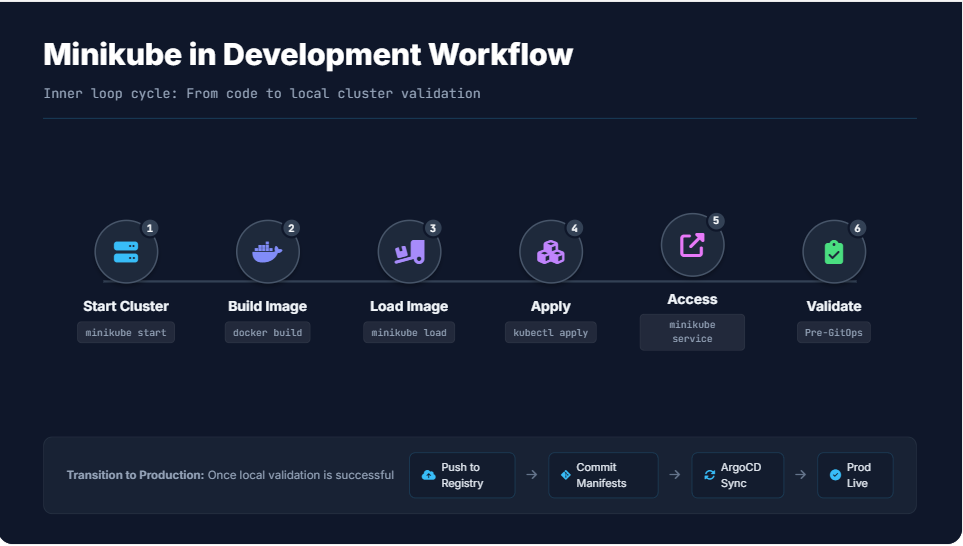 Minikube in Development Workflow
Inner loop cycle: From code to local cluster validation
1
Start Cluster
minikube start
2
Build Image
docker build
3
Load Image
minikube load
4
Apply
kubectl apply
5
Access
minikube
service
6
Validate
Pre-GitOps
Transition to Production: Once local validation is successful
Push to
Registry
→
Commit
Manifests
→
ArgoCD
Sync
→
Prod
Live